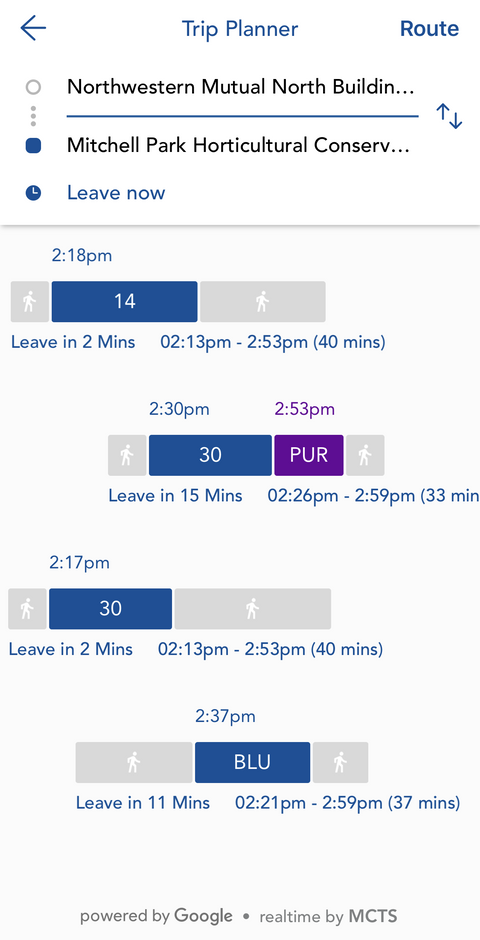 Trip Planner Route
Northwestern Mutual North Buildin...
Mitchell Park Horticultural Conserv...
Leave now
2:18pm
14
Leave in 2 Mins 02:13pm - 2:53pm (40 mins)
2:30pm 2:53pm
30 PUR
Leave in 15 Mins 02:26pm - 2:59pm (33 min
2:17pm
30
Leave in 2 Mins 02:13pm - 2:53pm (40 mins)
2:37pm
BLU
Leave in 11 Mins 02:21pm - 2:59pm (37 mins)
powered by Google • realtime by MCTS